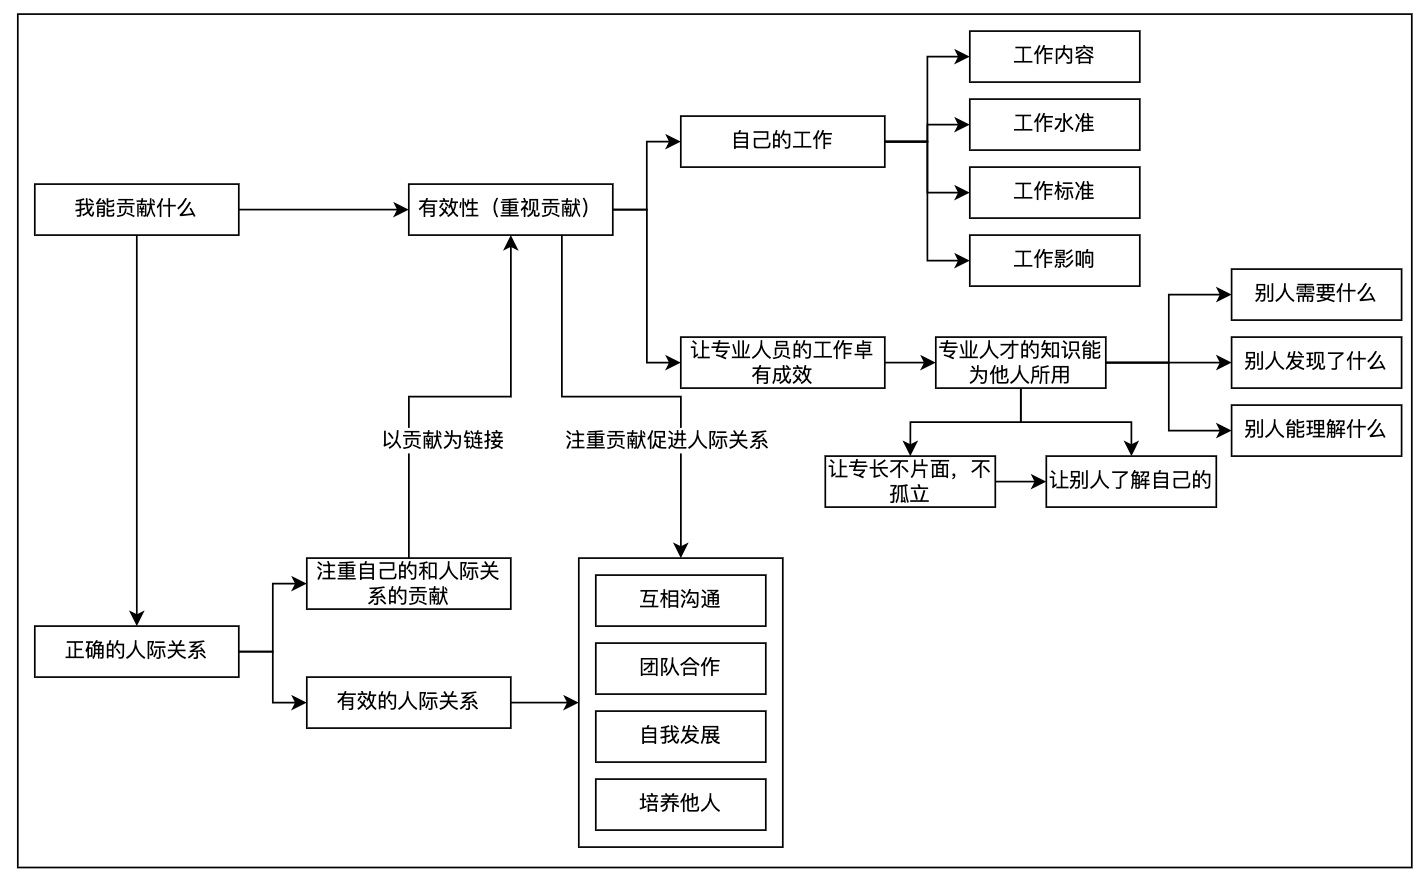 工作内容
自己的工作
工作水准
我能贡献什么
有效性（重视贡献）
工作标准
工作影响
别人需要什么
让专业人员的工作卓
有成效
专业人才的知识能
为他人所用
别人发现了什么
别人能理解什么
以贡献为链接
注重贡献促进人际关系
让专长不片面，不
孤立
让别人了解自己的
注重自己的和人际关
系的贡献
正确的人际关系
有效的人际关系
互相沟通
团队合作
自我发展
培养他人